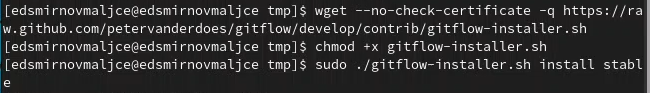 [edsmirnovmaljce@edsmirnovmaljce tmp]$ wget --no-check-certificate -q https://ra
w.github.com/petervanderdoes/gitflow/develop/contrib/gitflow-installer.sh
[edsmirnovmaljce@edsmirnovmaljce tmp]$ chmod +x gitflow-installer.sh
[edsmirnovmaljce@edsmirnovmaljce tmp]$ sudo ./gitflow-installer.sh install stabl
e